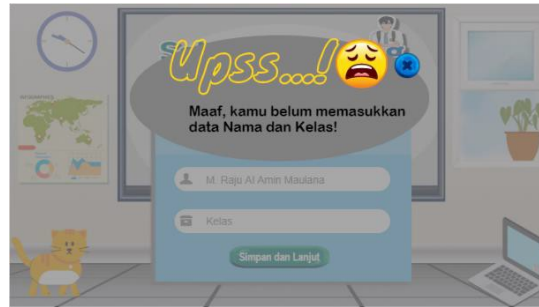 Upss...!
Maaf, kamu belum memasukkan
data Nama dan Kelas!
M. Raju Al Amin Maulana
Kelas
Simpan dan Lanjut